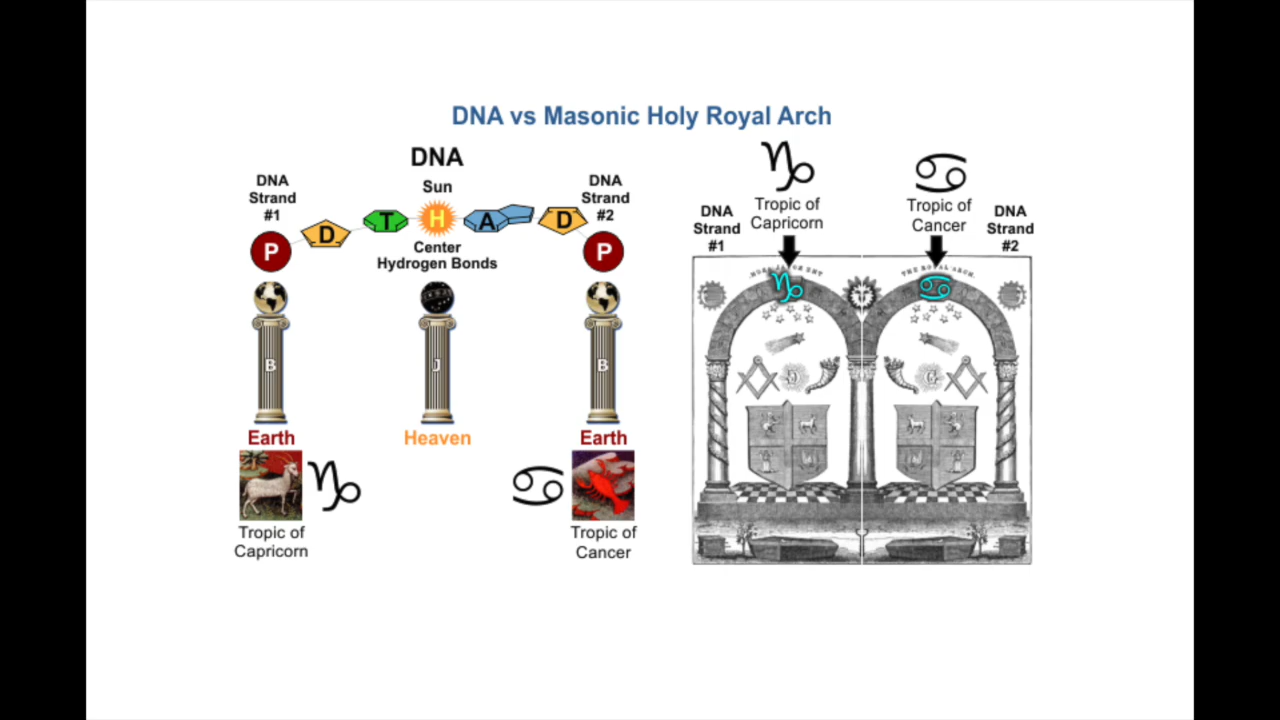 DNA vs Masonic Holy Royal Arch
DNA
Sun
DNA
Strand
#1
DNA
Strand
#2
P
D
T
H
A
D
P
Center
Hydrogen Bonds
B
J
B
Earth
Heaven
Earth
Tropic of
Capricorn
Tropic of
Cancer
Tropic of
Capricorn
Tropic of
Cancer
DNA
Strand
#1
DNA
Strand
#2
THE ROYAL ARCH.
G